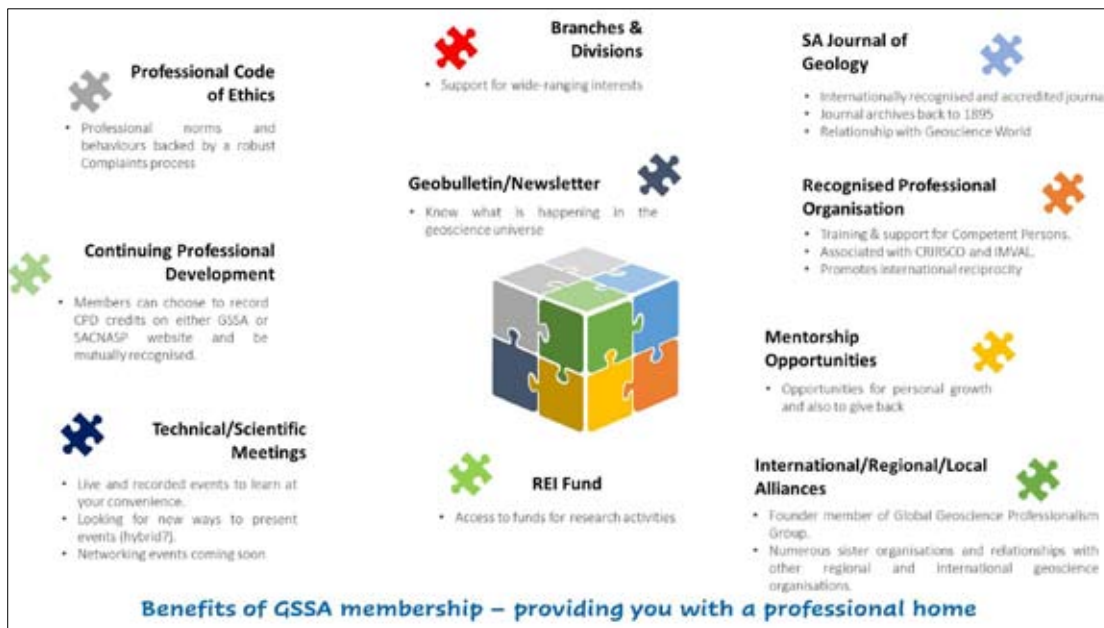 Professional Code
of Ethics
• Professional norms and
behaviours backed by a robust
Complaints process
Continuing Professional
Development
• Members can choose to record
CPD credits on either GSSA or
SACNASP website and be
mutually recognised.
Technical/Scientific
Meetings
• Live and recorded events to learn at
your convenience.
• Looking for new ways to present
events (hybrid?).
• Networking events coming soon
Branches &
Divisions
• Support for wide-ranging interests
Geobulletin/Newsletter
• Know what is happening in the
geoscience universe
REI Fund
• Access to funds for research activities
SA Journal of
Geology
• Internationally recognised and accredited journa
• Journal archives back to 1895
• Relationship with Geoscience World
Recognised Professional
Organisation
• Training & support for Competent Persons.
• Associated with CRIRSCO and IMVAL.
• Promotes international reciprocity
Mentorship
Opportunities
• Opportunities for personal growth
and also to give back
International/Regional/Local
Alliances
• Founder member of Global Geoscience Professionalism
Group.
• Numerous sister organisations and relationships with
other regional and international geoscience
organisations.
Benefits of GSSA membership – providing you with a professional home